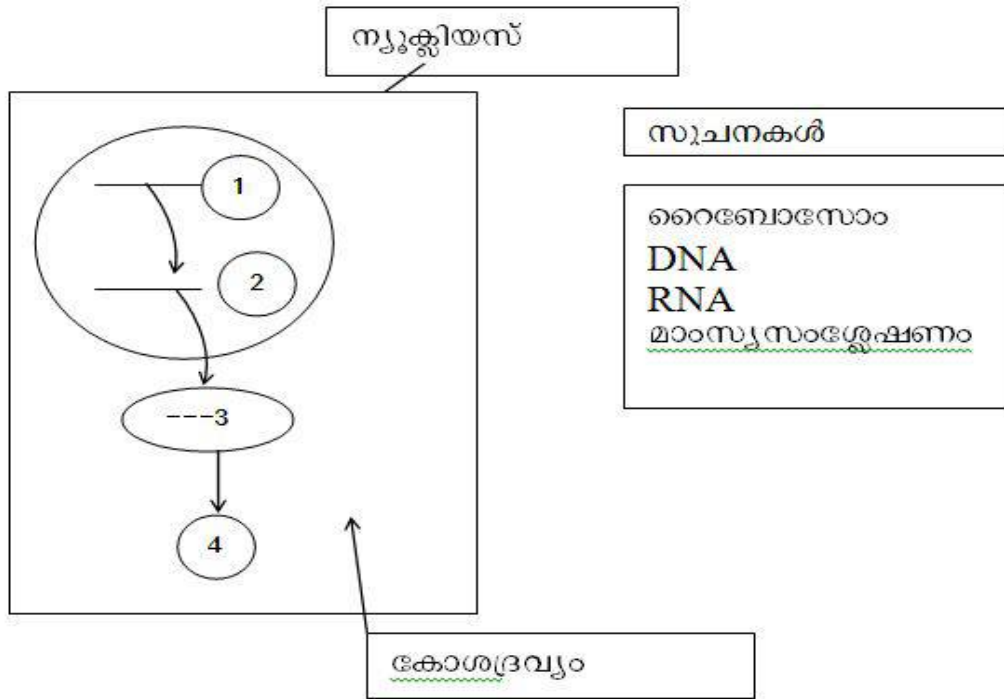 ന്യൂക്ലിയസ്
സൂചനകൾ
1
2
---3
4
റൈബോസോം
DNA
RNA
മാംസ്യസംശ്ലേഷണം
കോശദ്രവ്യം